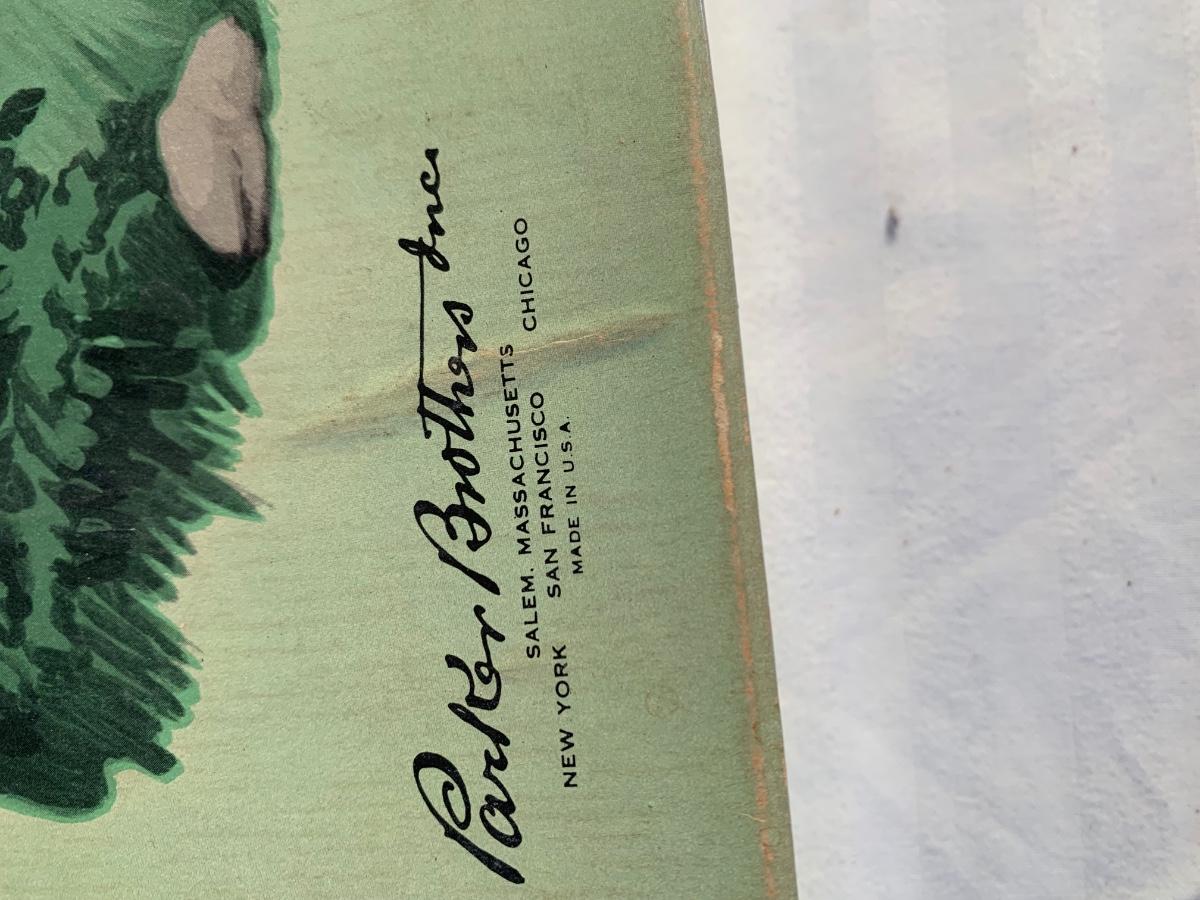 Parker Brothers Inc.
SALEM. MASSACHUSETTS
NEW YORK SAN FRANCISCO CHICAGO
MADE IN U.S.A.